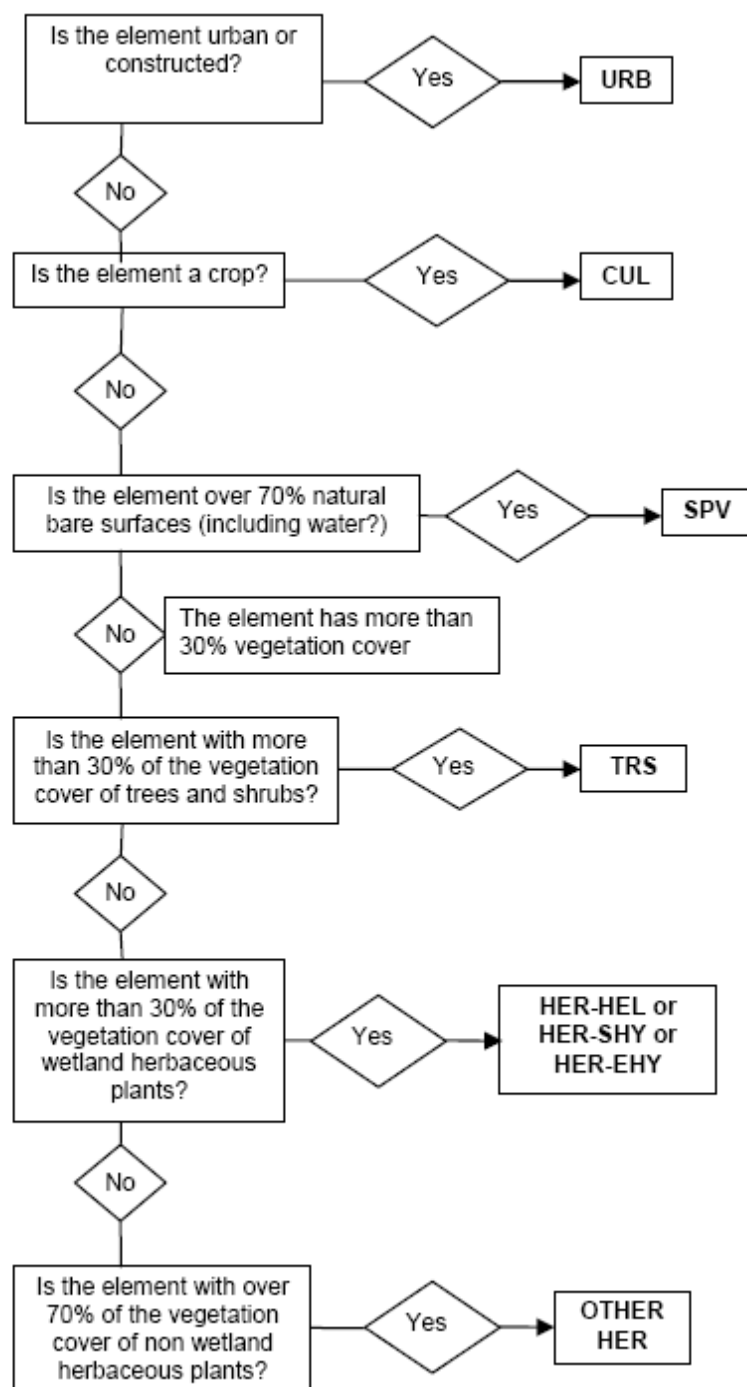 Is the element urban or
constructed?
Yes
URB
No
Is the element a crop?
Yes
CUL
No
Is the element over 70% natural
bare surfaces (including water?)
Yes
SPV
No
The element has more than
30% vegetation cover
Is the element with more
than 30% of the vegetation
cover of trees and shrubs?
Yes
TRS
No
Is the element with
more than 30% of the
vegetation cover of
wetland herbaceous
plants?
Yes
HER-HEL or
HER-SHY or
HER-EHY
No
Is the element with over
70% of the vegetation
cover of non wetland
herbaceous plants?
Yes
OTHER
HER